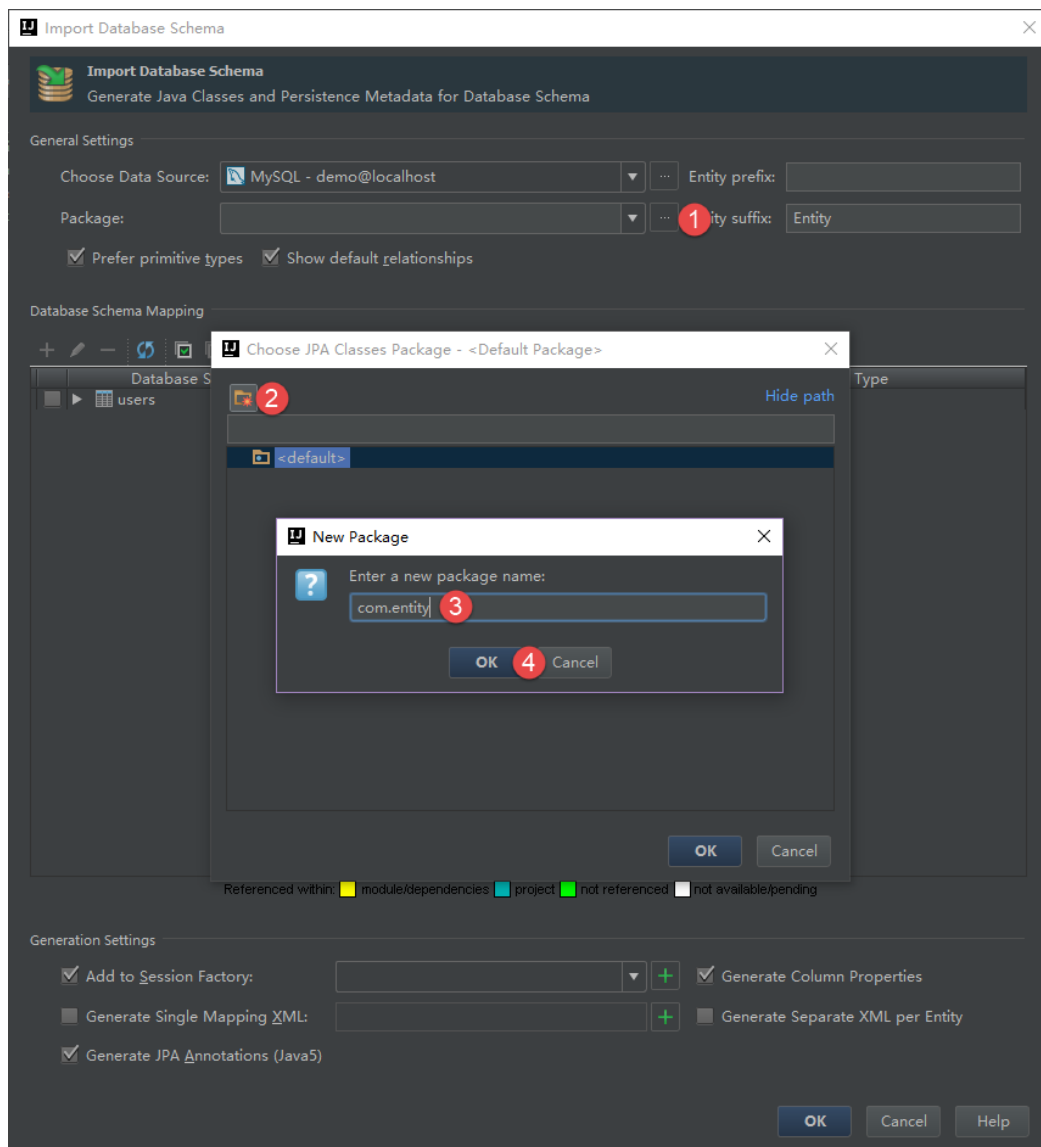 Import Database Schema
Import Database Schema
Generate Java Classes and Persistence Metadata for Database Schema
General Settings
Choose Data Source: MySQL - demo@localhost ... Entity prefix:
Package: ... 1 ity suffix: Entity
Prefer primitive types Show default relationships
Database Schema Mapping
Choose JPA Classes Package - <Default Package>
Database S Type
users
2 Hide path
<default>
New Package
Enter a new package name:
com.entity 3
OK 4 Cancel
OK Cancel
Referenced within: module/dependencies project not referenced not available/pending
Generation Settings
Add to Session Factory: Generate Column Properties
Generate Single Mapping XML: Generate Separate XML per Entity
Generate JPA Annotations (Java5)
OK Cancel Help